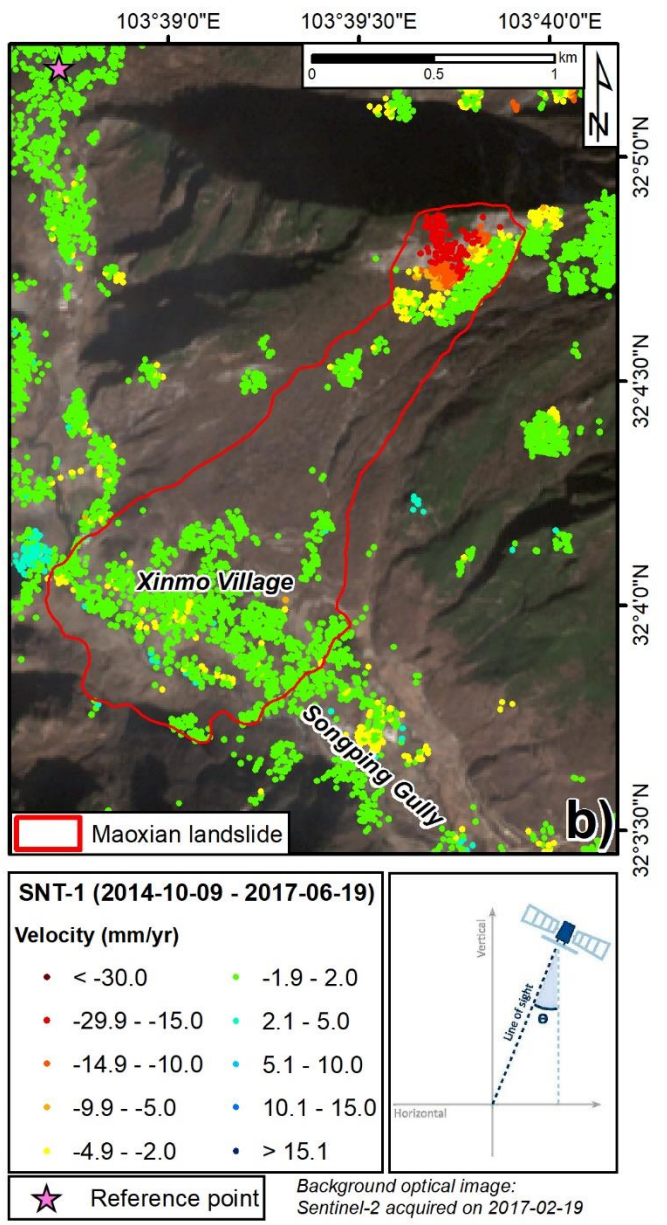 103°39'0"E 103°39'30"E 103°40'0"E
km
0 0.5 1
N
32°5'0"N
32°4'30"N
Xinmo Village
32°4'0"N
Songping Gully
32°3'30"N
Maoxian landslide
b)
SNT-1 (2014-10-09 - 2017-06-19)
Velocity (mm/yr)
< -30.0
-29.9 - -15.0
-14.9 - -10.0
-9.9 - -5.0
-4.9 - -2.0
-1.9 - 2.0
2.1 - 5.0
5.1 - 10.0
10.1 - 15.0
> 15.1
Vertical
Line of sight
Θ
Horizontal
Reference point
Background optical image:
Sentinel-2 acquired on 2017-02-19